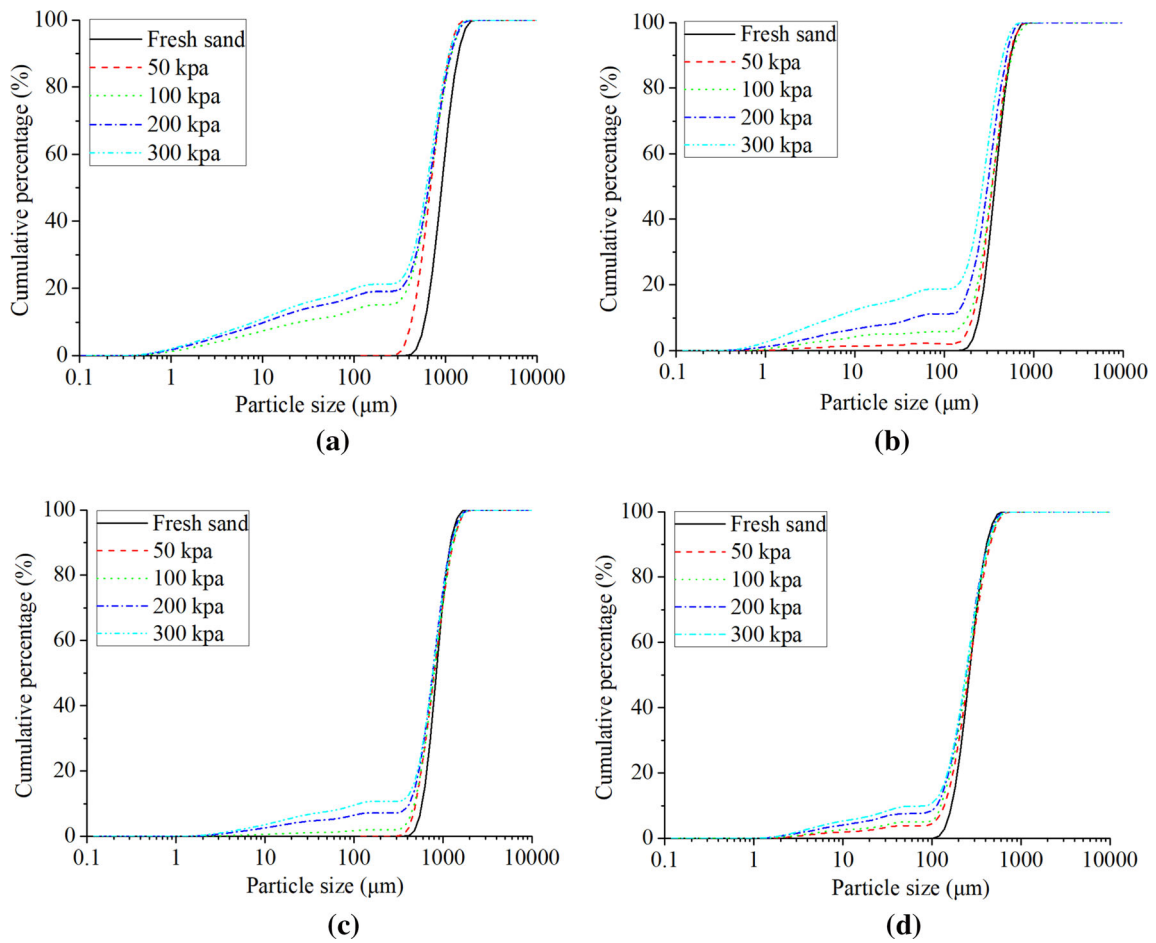 (a)
Cumulative percentage (%)
100
80
60
40
20
0
Fresh sand
50 kpa
100 kpa
200 kpa
300 kpa
0.1 1 10 100 1000 10000
Particle size (μm)
(b)
Cumulative percentage (%)
100
80
60
40
20
0
Fresh sand
50 kpa
100 kpa
200 kpa
300 kpa
0.1 1 10 100 1000 10000
Particle size (μm)
(c)
Cumulative percentage (%)
100
80
60
40
20
0
Fresh sand
50 kpa
100 kpa
200 kpa
300 kpa
0.1 1 10 100 1000 10000
Particle size (μm)
(d)
Cumulative percentage (%)
100
80
60
40
20
0
Fresh sand
50 kpa
100 kpa
200 kpa
300 kpa
0.1 1 10 100 1000 10000
Particle size (μm)